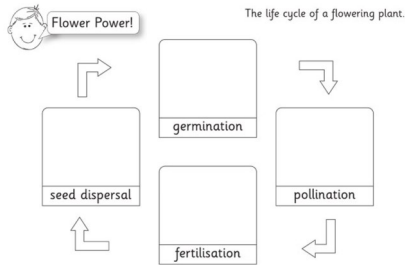 Flower Power!
The life cycle of a flowering plant.
germination
seed dispersal
pollination
fertilisation